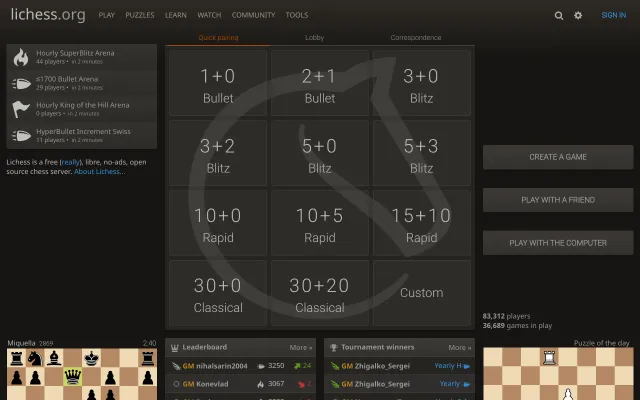 lichess.org PLAY PUZZLES LEARN WATCH COMMUNITY TOOLS SIGN IN
Quick pairing Lobby Correspondence
Hourly SuperBlitz Arena
44 players • in 2 minutes
≤1700 Bullet Arena
29 players • in 2 minutes
Hourly King of the Hill Arena
0 players • in 2 minutes
HyperBullet Increment Swiss
11 players • in 2 minutes
Lichess is a free (really), libre, no-ads, open
source chess server. About Lichess...
1+0
Bullet
2+1
Bullet
3+0
Blitz
3+2
Blitz
5+0
Blitz
5+3
Blitz
10+0
Rapid
10+5
Rapid
15+10
Rapid
30+0
Classical
30+20
Classical
Custom
CREATE A GAME
PLAY WITH A FRIEND
PLAY WITH THE COMPUTER
83,312 players
36,689 games in play
Miquella 2869 2:40
Leaderboard More »
GM nihalsarin2004 3250 24
GM Konevlad 3067
Tournament winners More »
GM Zhigalko_Sergei Yearly H
GM Zhigalko_Sergei Yearly
Puzzle of the day